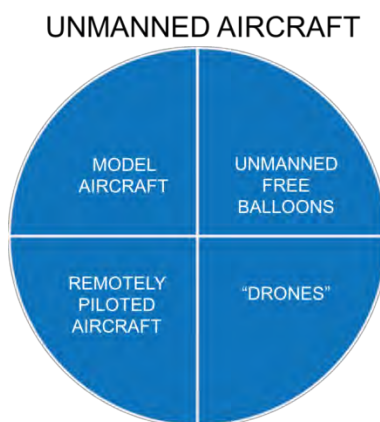 UNMANNED AIRCRAFT
MODEL
AIRCRAFT
UNMANNED
FREE
BALLOONS
REMOTELY
PILOTED
AIRCRAFT
“DRONES”